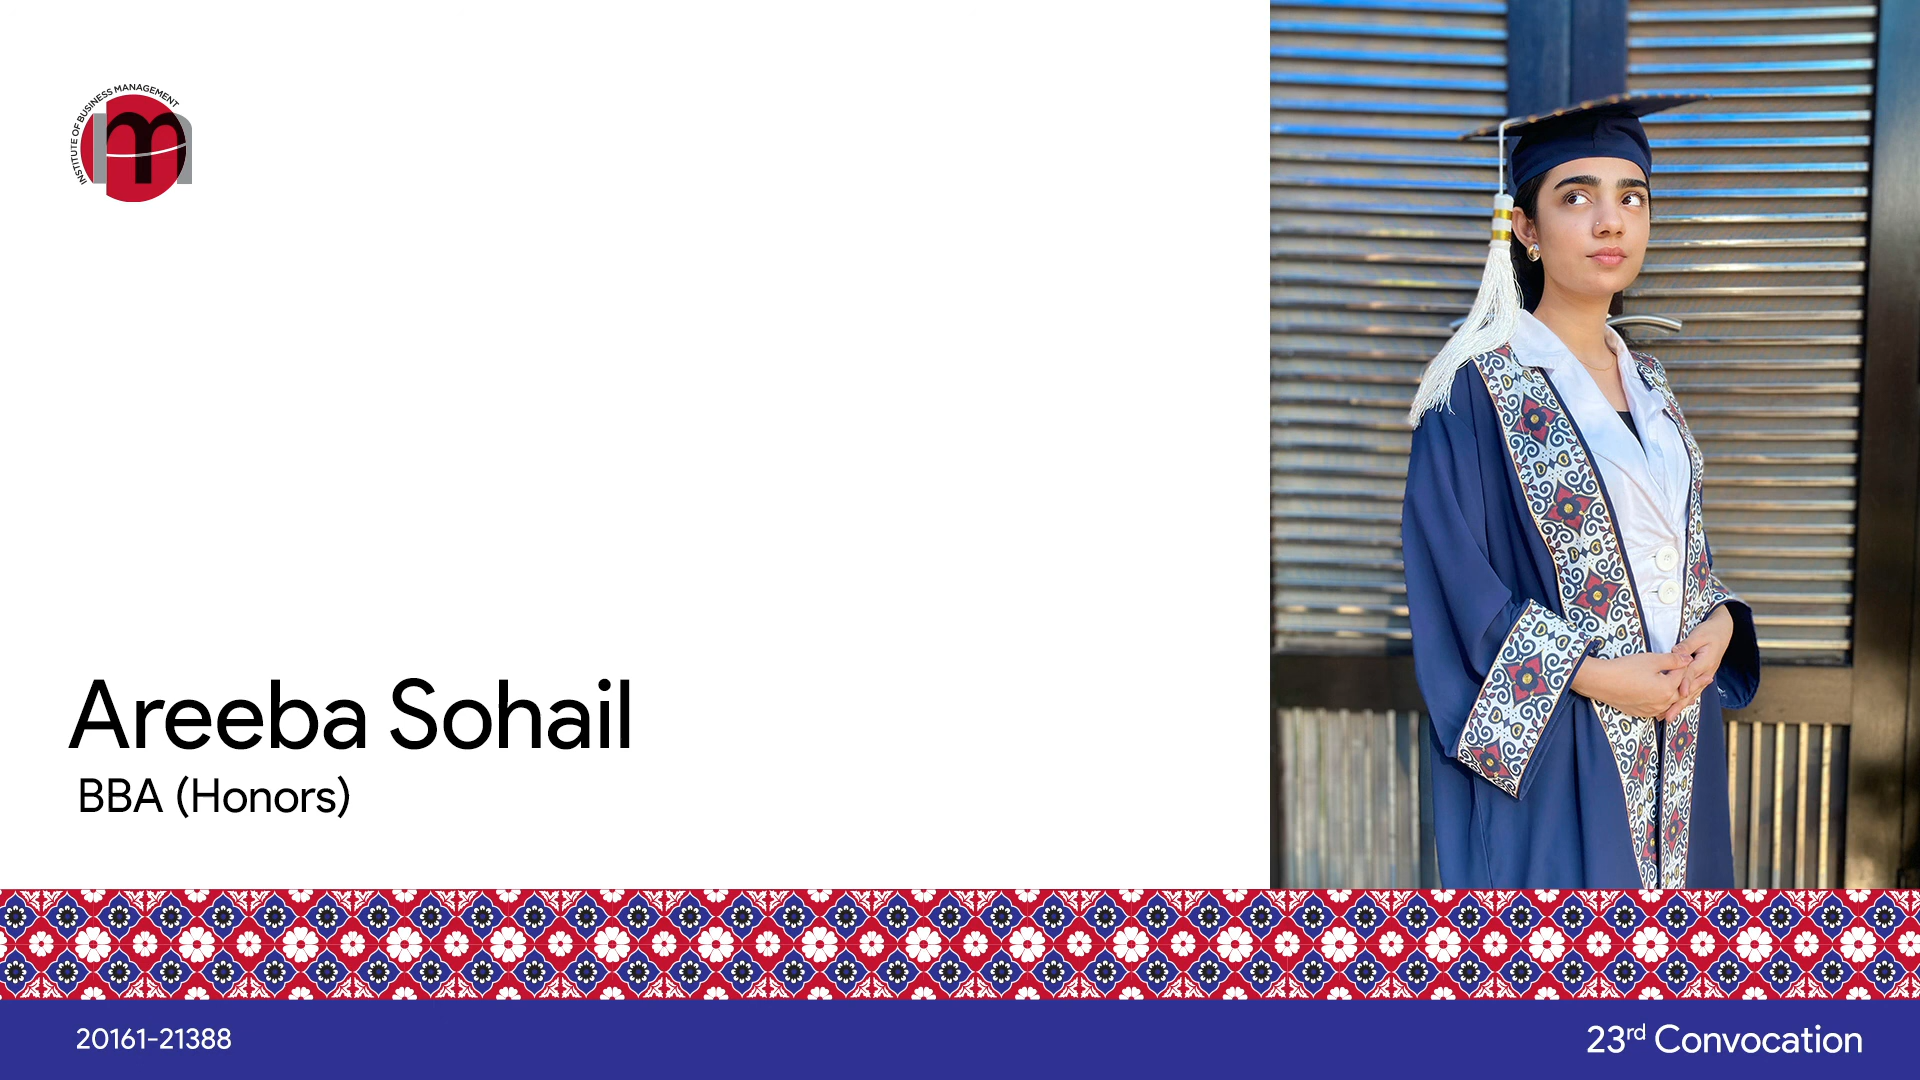 INSTITUTE OF BUSINESS MANAGEMENT
m
Areeba Sohail
BBA (Honors)
20161-21388
23rd Convocation